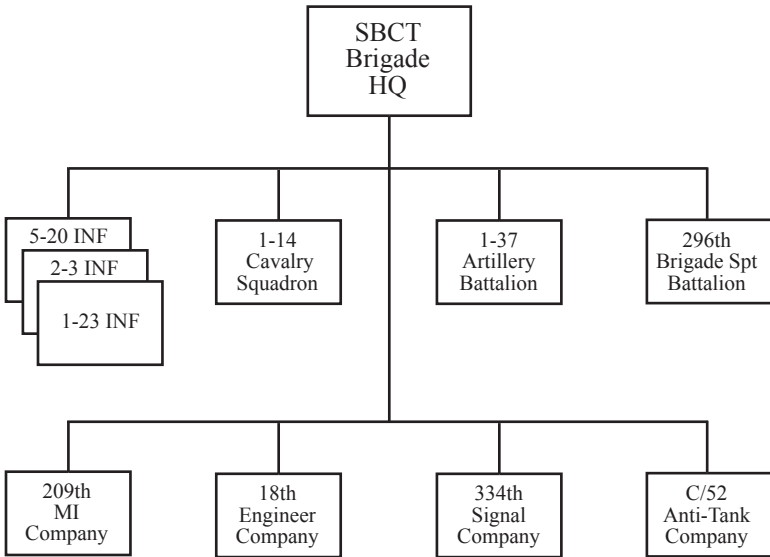 SBCT
Brigade
HQ
5-20 INF
2-3 INF
1-23 INF
1-14
Cavalry
Squadron
1-37
Artillery
Battalion
296th
Brigade Spt
Battalion
209th
MI
Company
18th
Engineer
Company
334th
Signal
Company
C/52
Anti-Tank
Company